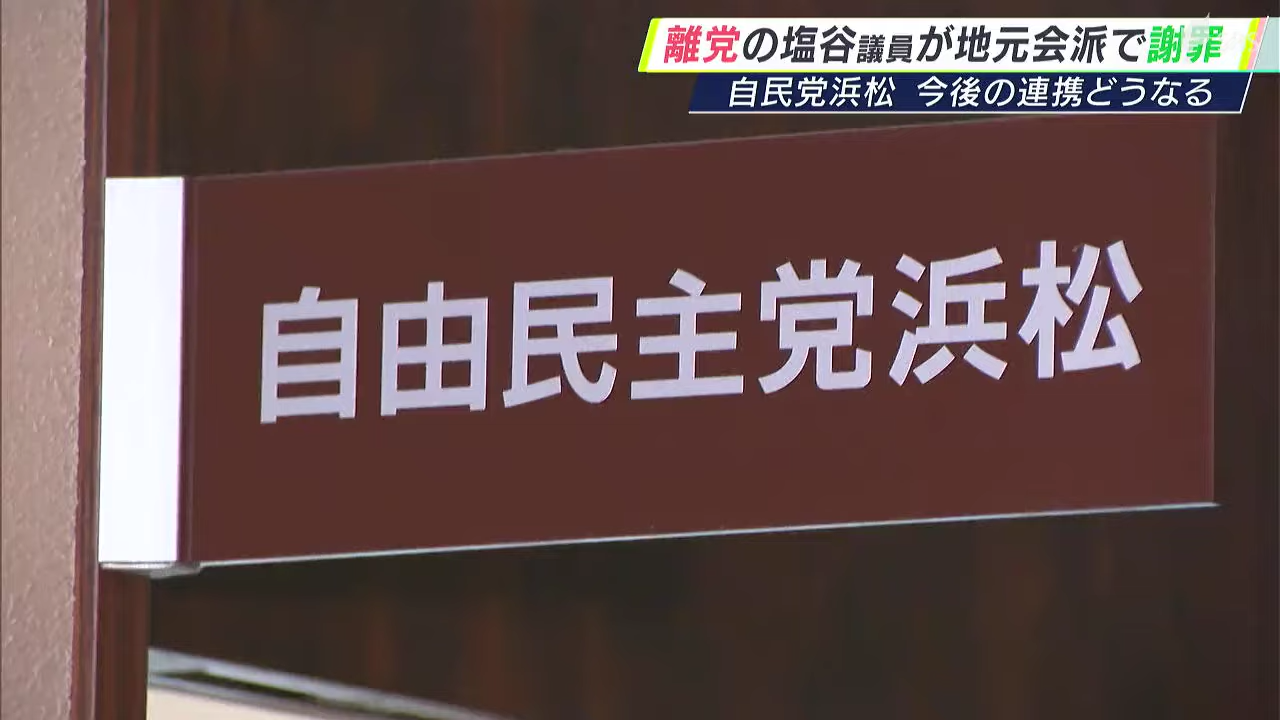 離党の塩谷議員が地元会派で謝罪
自民党浜松 今後の連携どうなる
自由民主党浜松